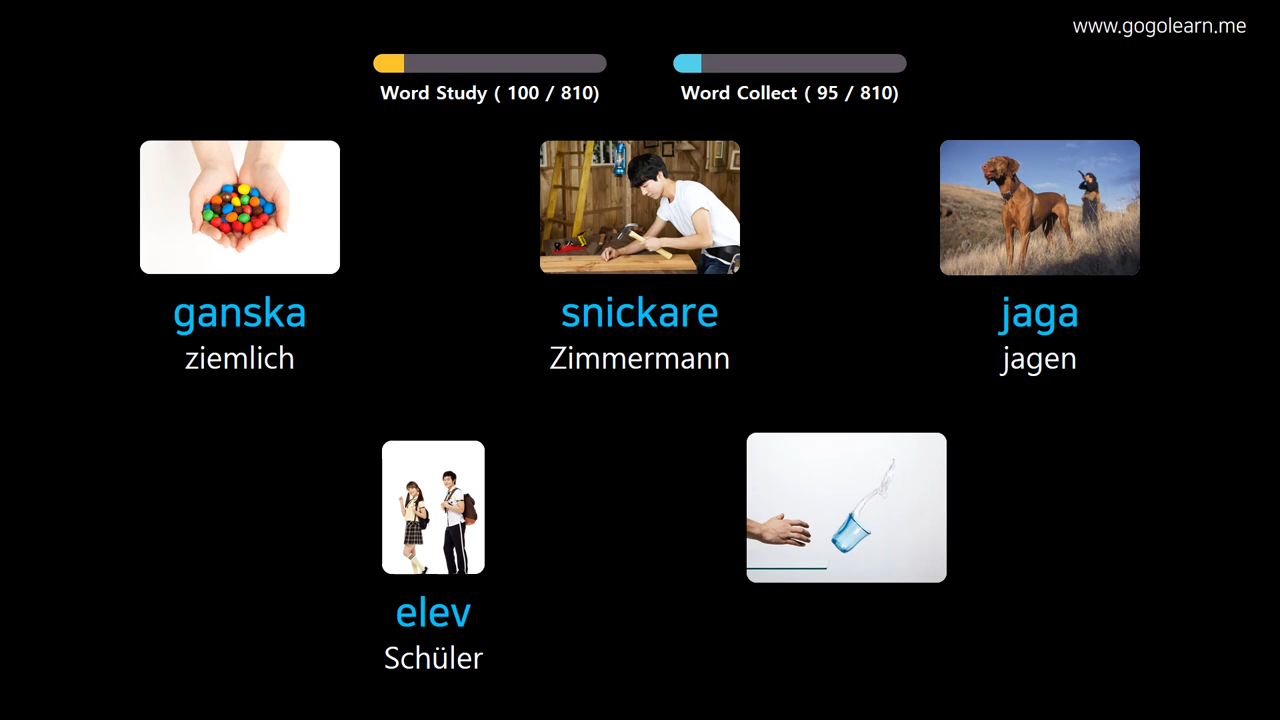 www.gogolearn.me
Word Study ( 100 / 810)
Word Collect ( 95 / 810)
ganska
ziemlich
snickare
Zimmermann
jaga
jagen
elev
Schüler